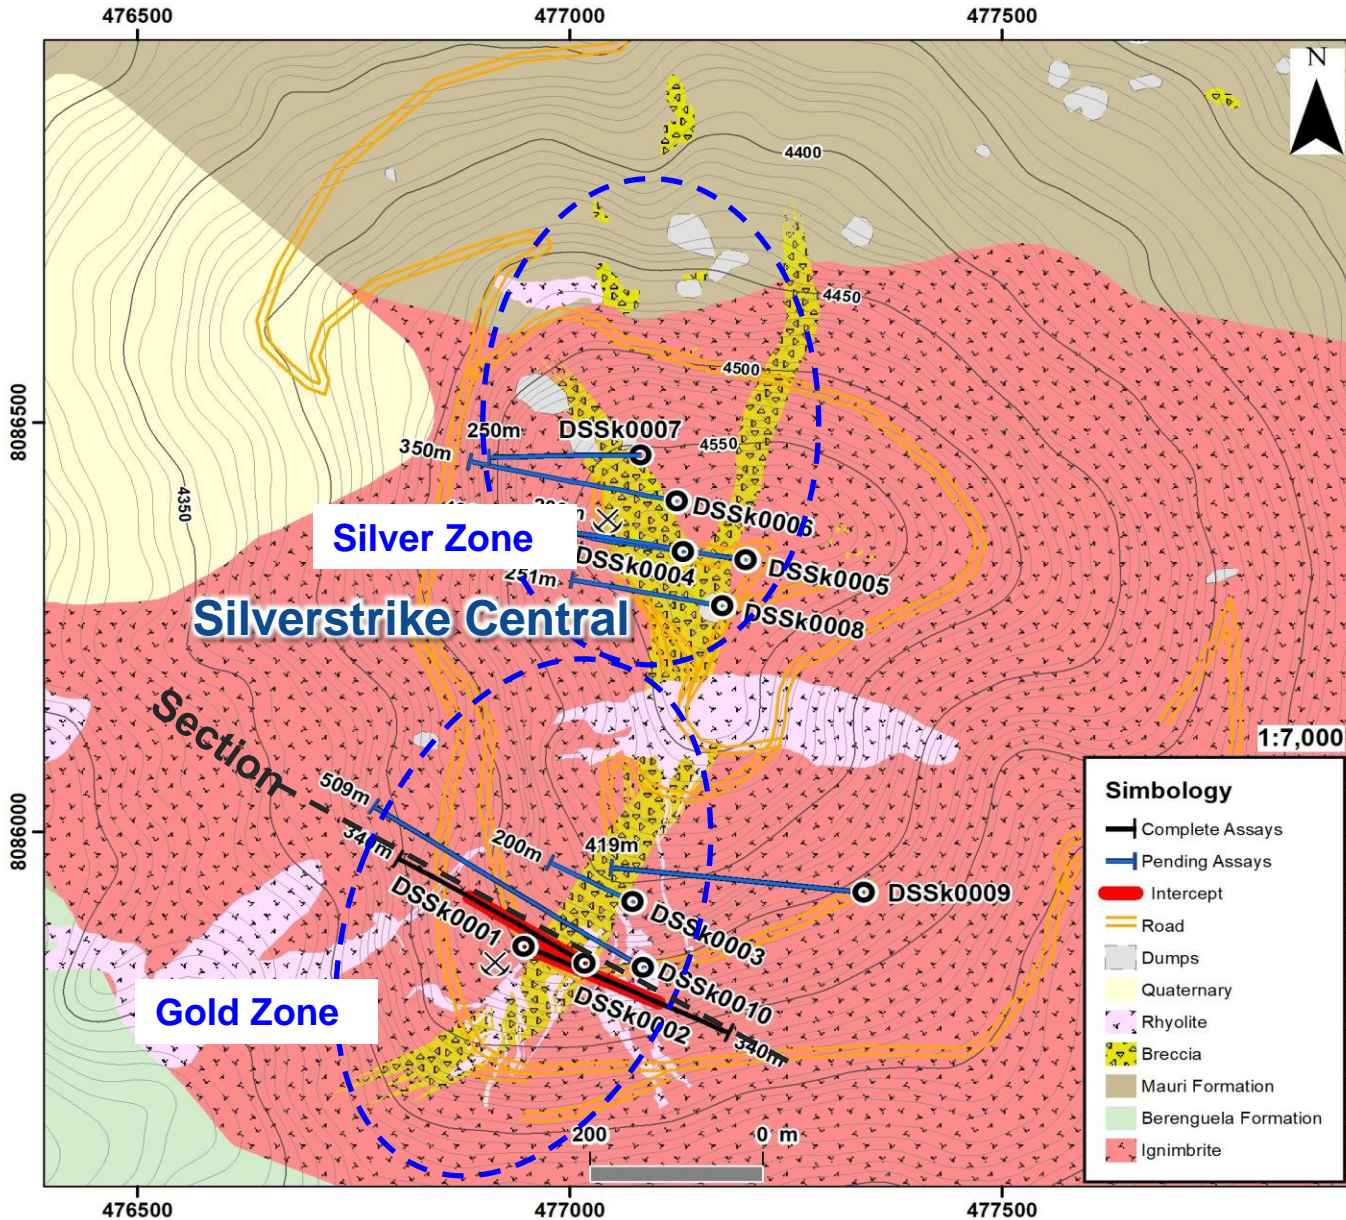 476500
477000
477500
N
4400
4450
4500
4550
4350
8086500
8086000
250m
DSSk0007
350m
DSSk0006
Silver Zone
DSSk0004
DSSk0005
251m
DSSk0008
Silverstrike Central
Section
509m
340m
200m
419m
DSSk0009
DSSk0001
DSSk0003
DSSk0010
DSSk0002
340m
Gold Zone
200
0 m
1:7,000
Simbology
Complete Assays
Pending Assays
Intercept
Road
Dumps
Quaternary
Rhyolite
Breccia
Mauri Formation
Berenguela Formation
Ignimbrite
476500
477000
477500